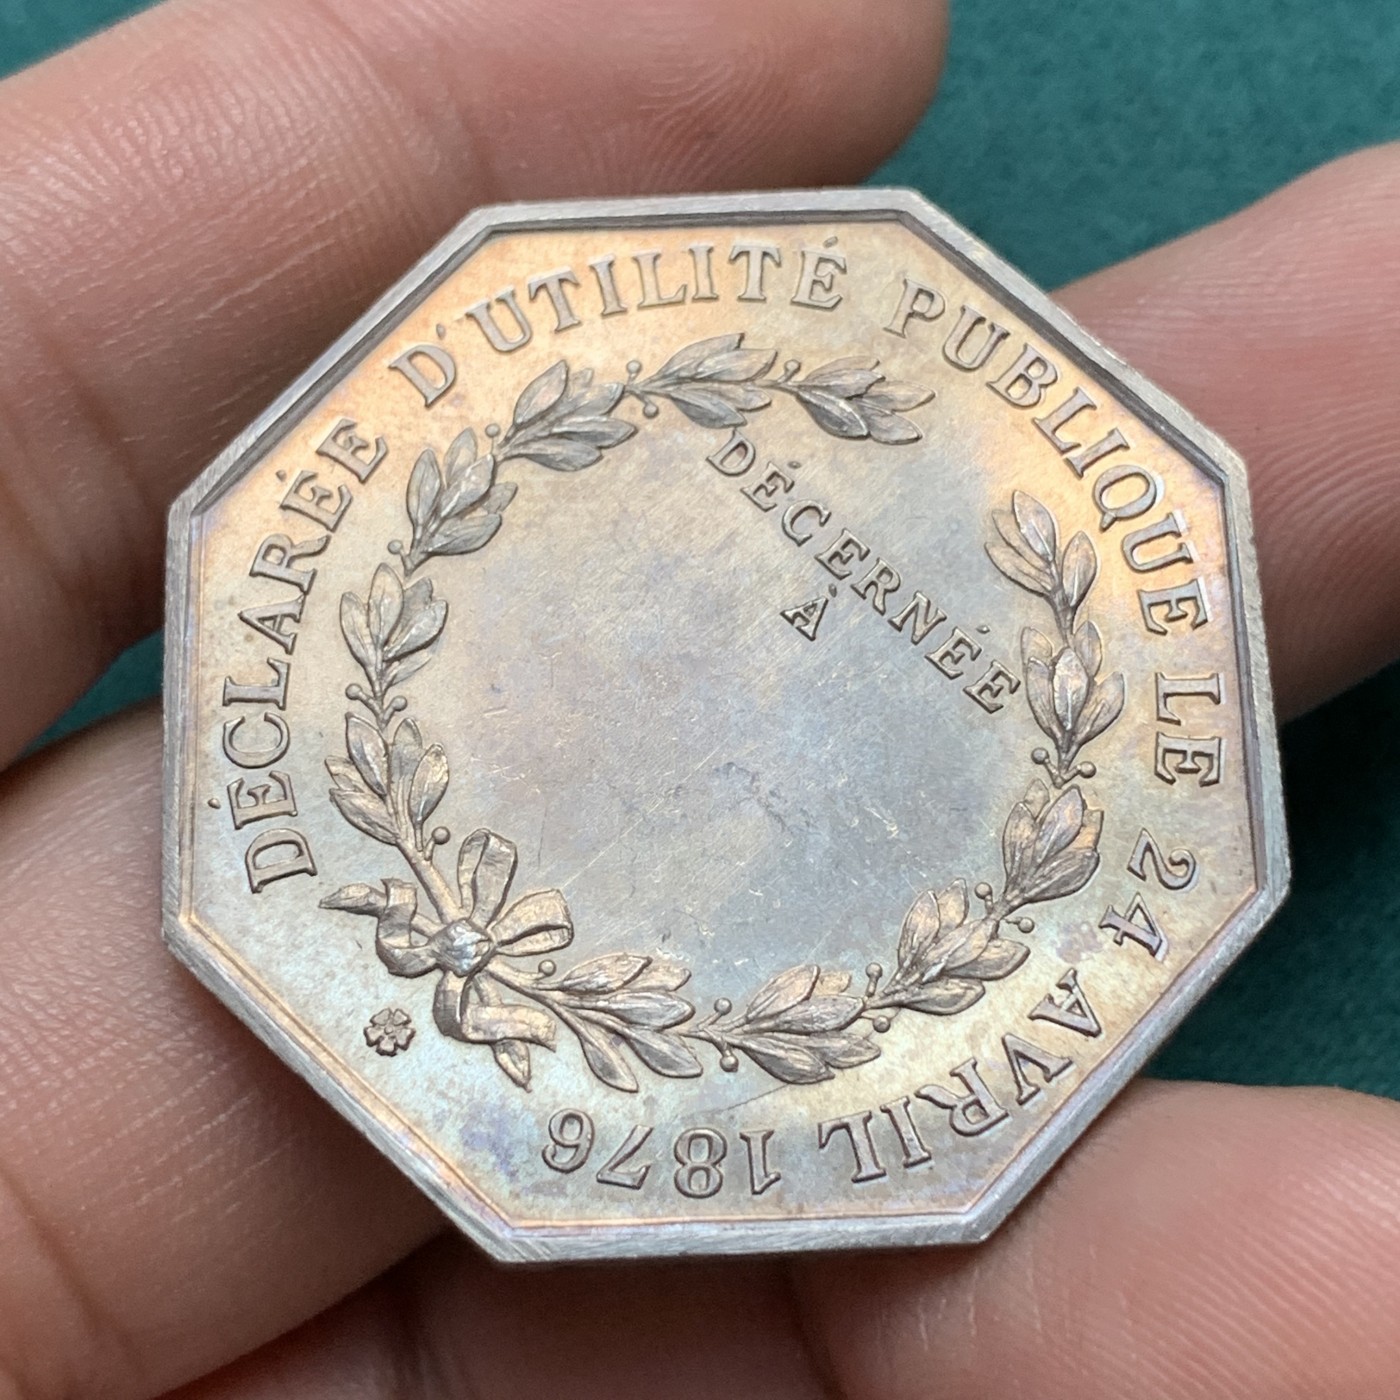 DÉCLARÉE D'UTILITÉ PUBLIQUE LE 24 AVRIL 1876
DÉCERNÉE
À